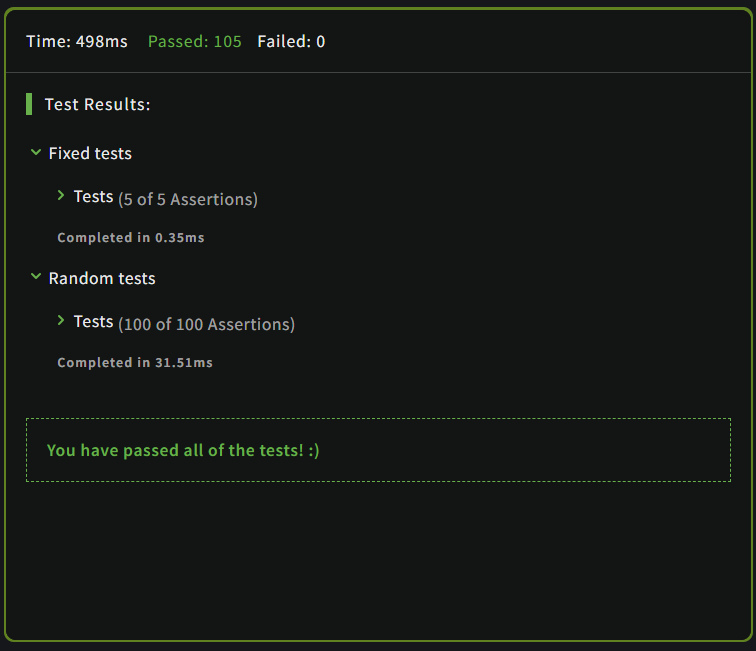 Time: 498ms Passed: 105 Failed: 0
Test Results:
Fixed tests
Tests (5 of 5 Assertions)
Completed in 0.35ms
Random tests
Tests (100 of 100 Assertions)
Completed in 31.51ms
You have passed all of the tests! :)